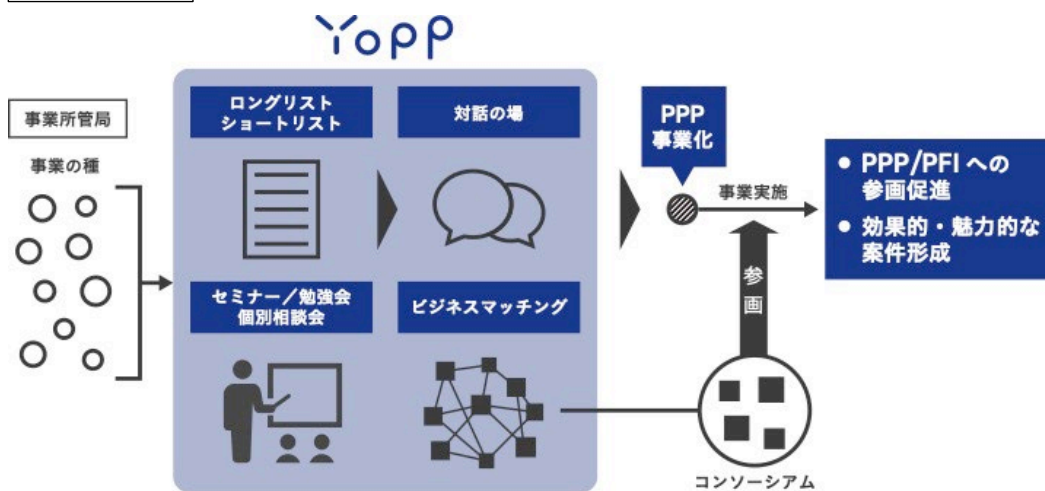 Yopp
事業所管局
事業の種
ロングリスト
ショートリスト
対話の場
セミナー／勉強会
個別相談会
ビジネスマッチング
PPP
事業化
事業実施
参画
コンソーシアム
● PPP/PFI への
参画促進
● 効果的・魅力的な
案件形成